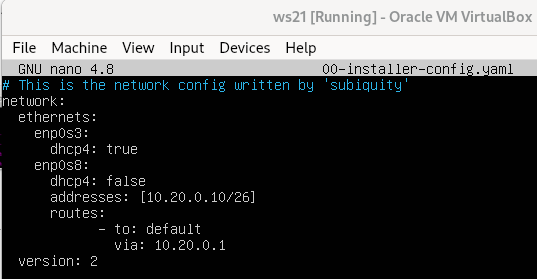 ws21 [Running] - Oracle VM VirtualBox
File Machine View Input Devices Help
GNU nano 4.8 00-installer-config.yaml
# This is the network config written by 'subiquity'
network:
  ethernets:
    enp0s3:
      dhcp4: true
    enp0s8:
      dhcp4: false
      addresses: [10.20.0.10/26]
      routes:
            - to: default
              via: 10.20.0.1
  version: 2